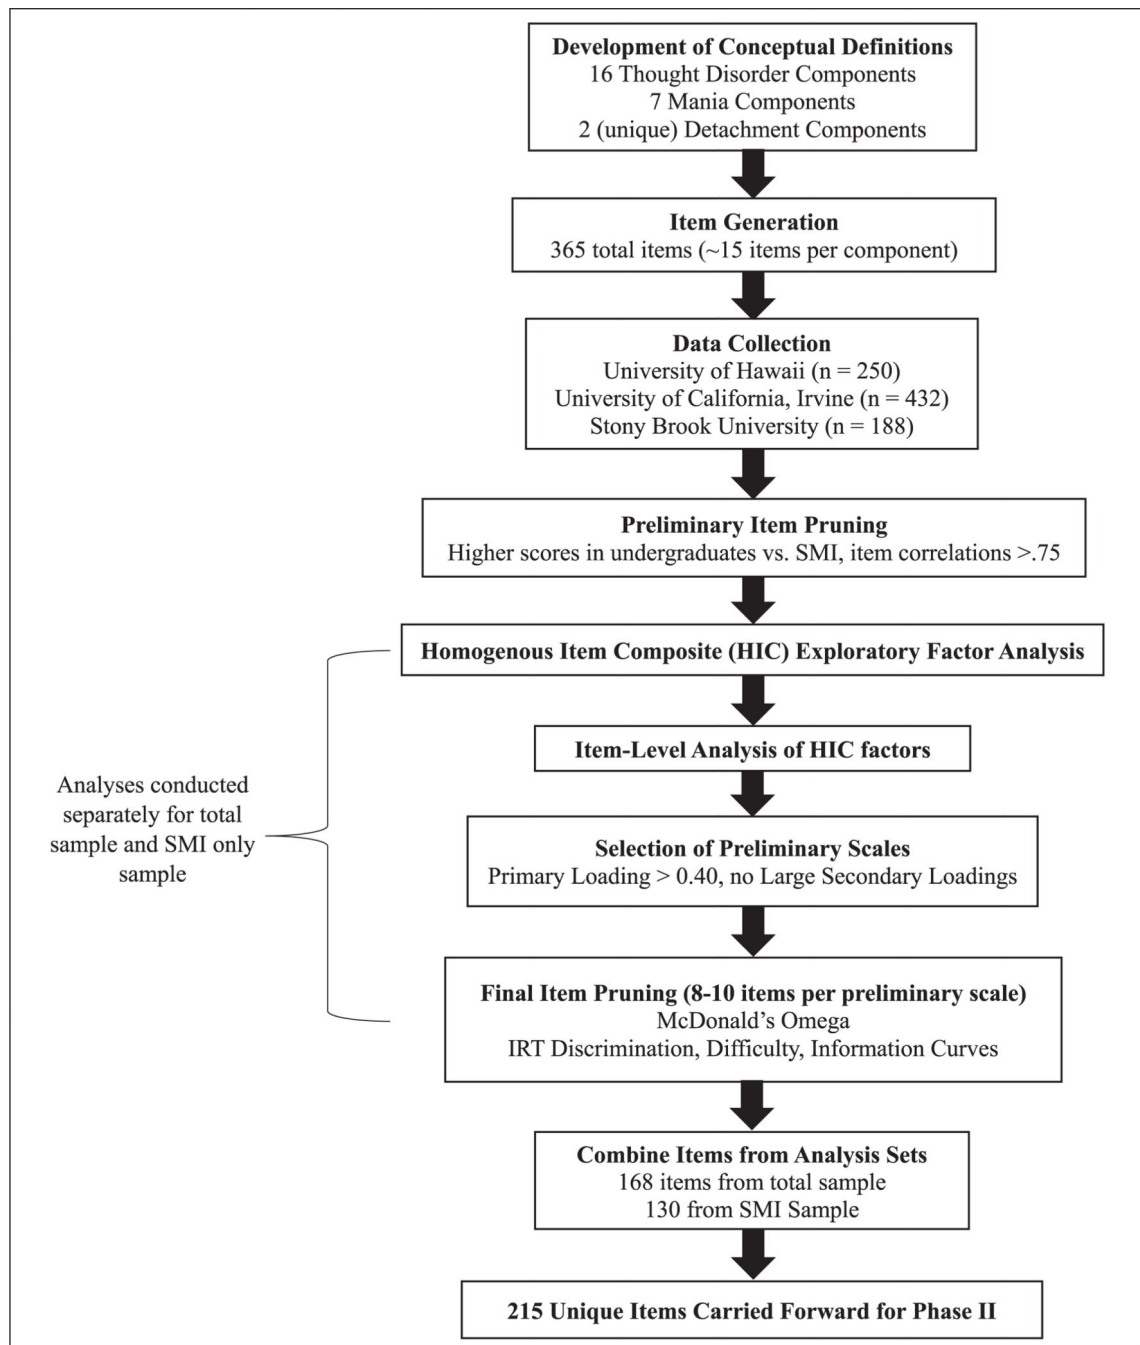 Development of Conceptual Definitions
16 Thought Disorder Components
7 Mania Components
2 (unique) Detachment Components
Item Generation
365 total items (~15 items per component)
Data Collection
University of Hawaii (n = 250)
University of California, Irvine (n = 432)
Stony Brook University (n = 188)
Preliminary Item Pruning
Higher scores in undergraduates vs. SMI, item correlations >.75
Homogenous Item Composite (HIC) Exploratory Factor Analysis
Item-Level Analysis of HIC factors
Analyses conducted
separately for total
sample and SMI only
sample
Selection of Preliminary Scales
Primary Loading > 0.40, no Large Secondary Loadings
Final Item Pruning (8-10 items per preliminary scale)
McDonald’s Omega
IRT Discrimination, Difficulty, Information Curves
Combine Items from Analysis Sets
168 items from total sample
130 from SMI Sample
215 Unique Items Carried Forward for Phase II